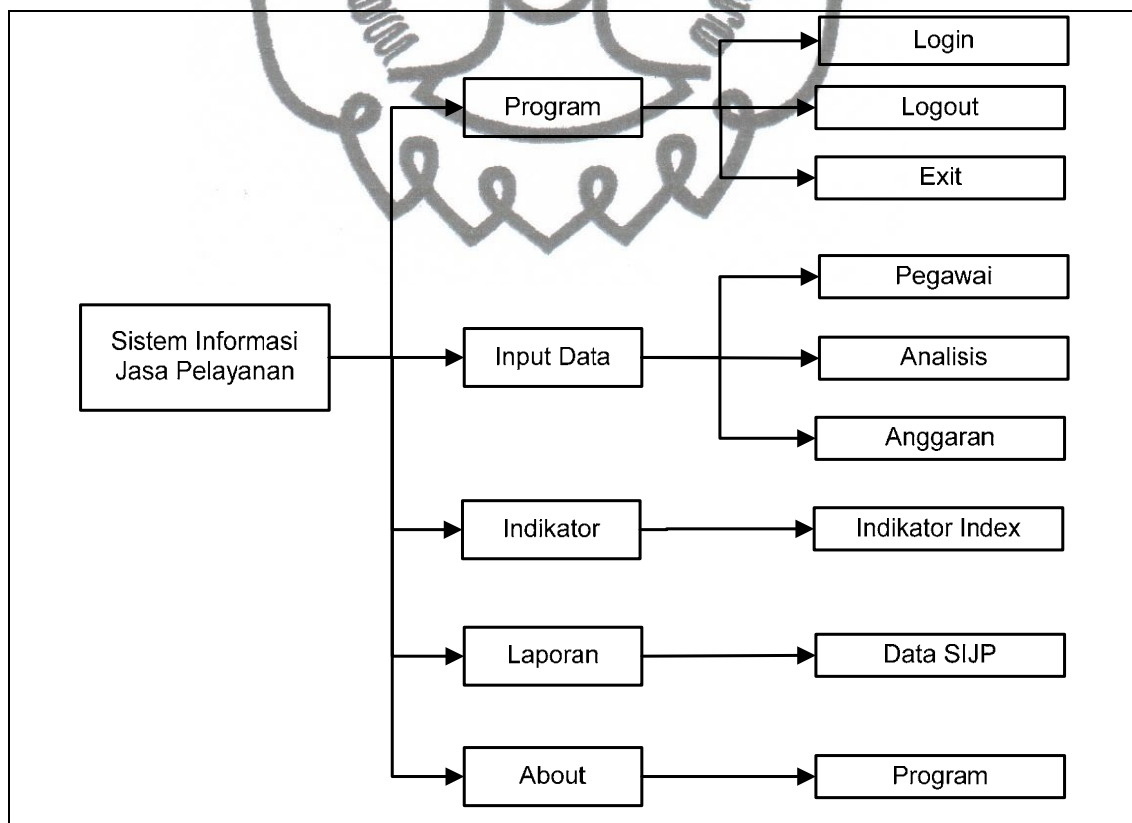 Login
Program
Logout
Exit
Pegawai
Sistem Informasi
Jasa Pelayanan
Input Data
Analisis
Anggaran
Indikator
Indikator Index
Laporan
Data SIJP
About
Program